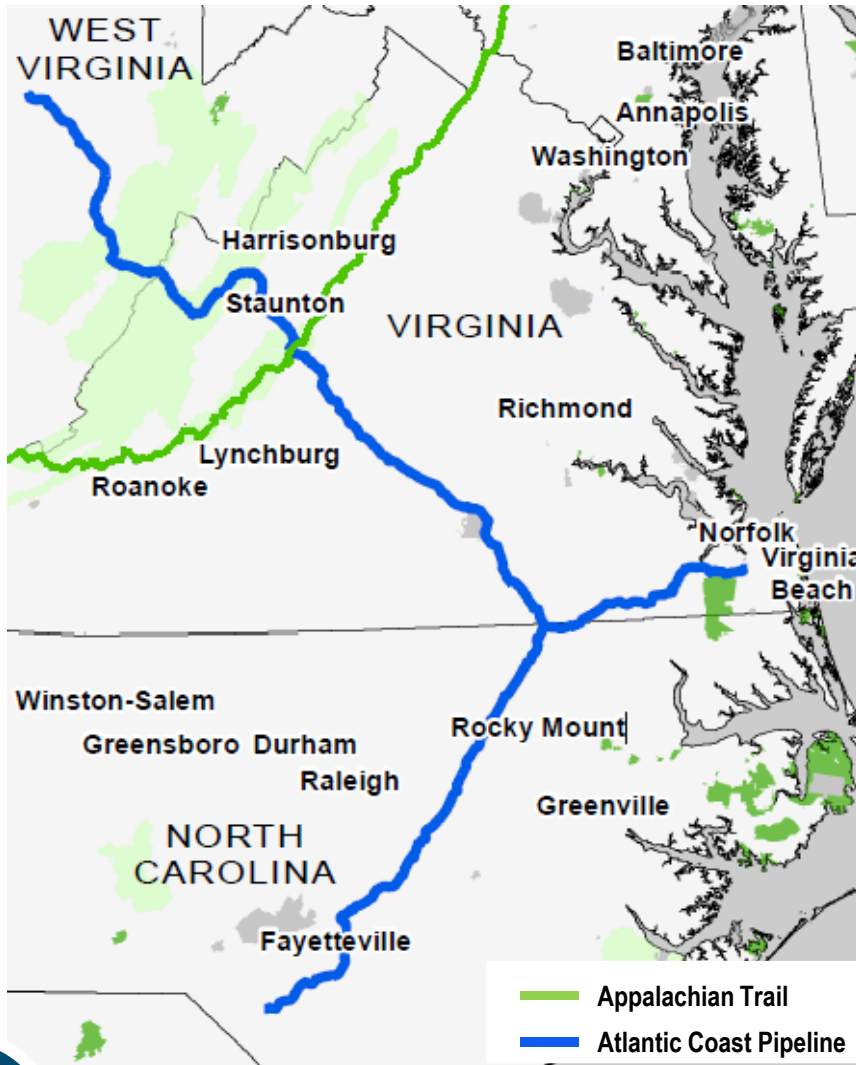 WEST
VIRGINIA
Baltimore
Annapolis
Washington
Harrisonburg
Staunton
VIRGINIA
Richmond
Lynchburg
Roanoke
Norfolk
Virginia
Beach
Winston-Salem
Rocky Mount
Greensboro Durham
Raleigh
Greenville
NORTH
CAROLINA
Fayetteville
Appalachian Trail
Atlantic Coast Pipeline